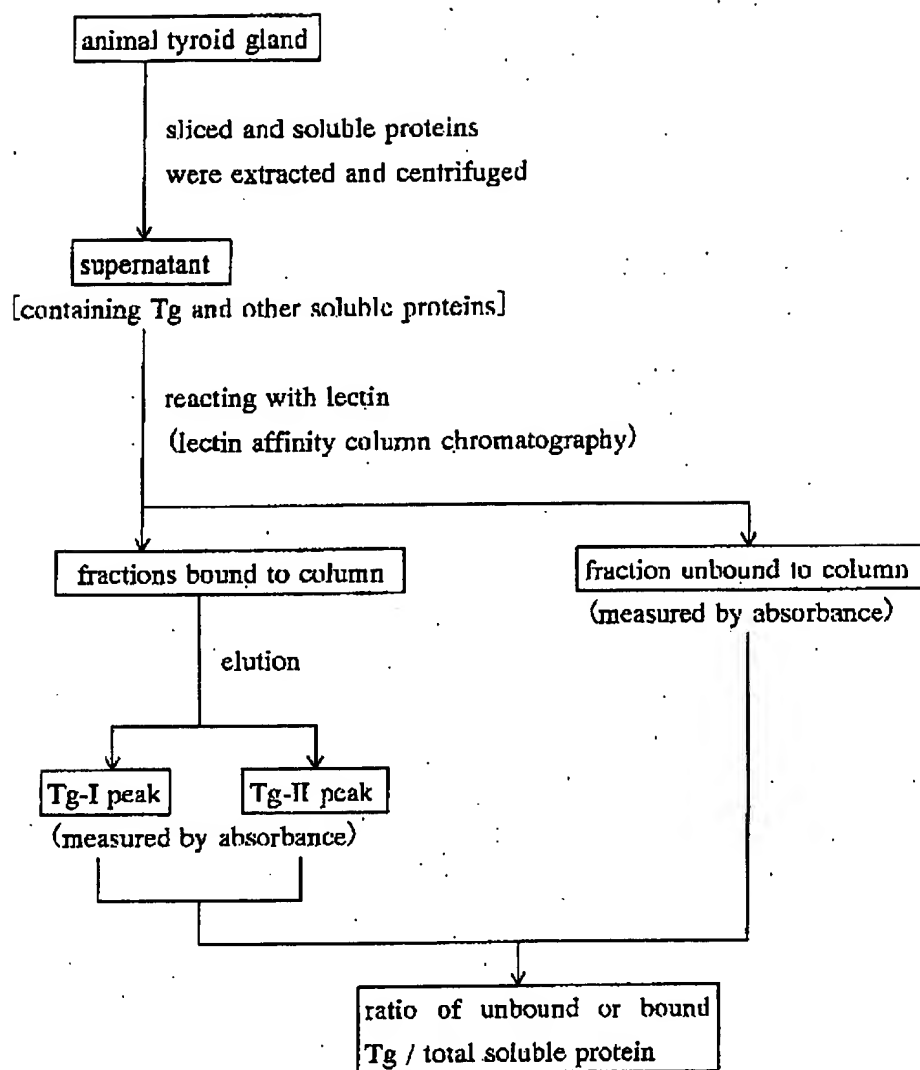 animal tyroid gland
sliced and soluble proteins
were extracted and centrifuged
supernatant
[containing Tg and other soluble proteins]
reacting with lectin
(lectin affinity column chromatography)
fractions bound to column
fraction unbound to column
(measured by absorbance)
elution
Tg-I peak
Tg-II peak
(measured by absorbance)
ratio of unbound or bound
Tg / total soluble protein